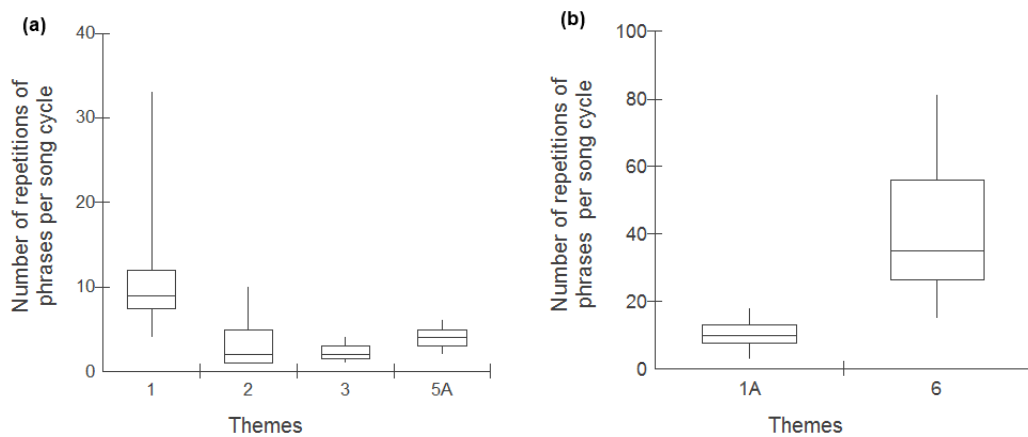 (a)
Number of repetitions of
phrases per song cycle
40
30
20
10
0
1 2 3 5A
Themes
(b)
Number of repetitions of
phrases per song cycle
100
80
60
40
20
0
1A 6
Themes